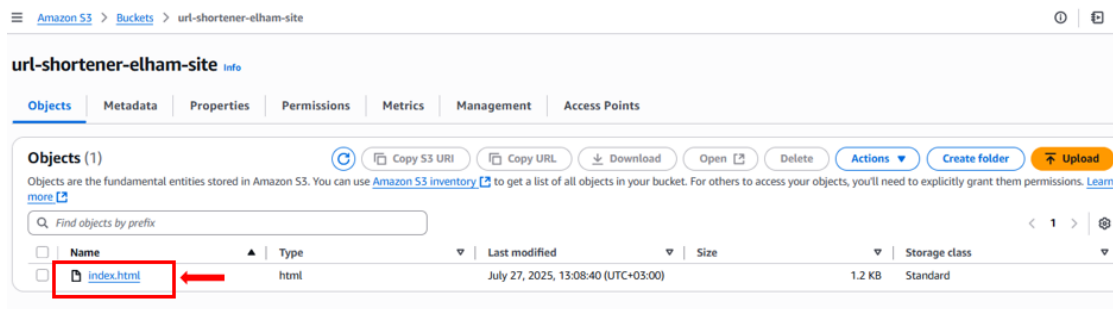 Amazon S3 > Buckets > url-shortener-elham-site
url-shortener-elham-site Info
Objects Metadata Properties Permissions Metrics Management Access Points
Objects (1) Copy S3 URI Copy URL Download Open Delete Actions Create folder Upload
Objects are the fundamental entities stored in Amazon S3. You can use Amazon S3 inventory to get a list of all objects in your bucket. For others to access your objects, you'll need to explicitly grant them permissions. Learn
more
Find objects by prefix < 1 >
Name Type Last modified Size Storage class
index.html html July 27, 2025, 13:08:40 (UTC+03:00) 1.2 KB Standard